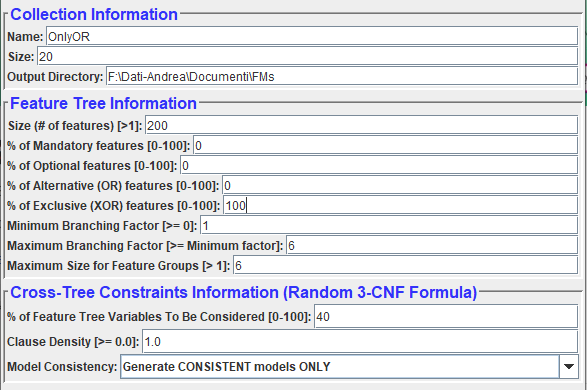 Collection Information
Name: OnlyOR
Size: 20
Output Directory: F:\Dati-Andrea\Documenti\FMs
Feature Tree Information
Size (# of features) [>1]: 200
% of Mandatory features [0-100]: 0
% of Optional features [0-100]: 0
% of Alternative (OR) features [0-100]: 0
% of Exclusive (XOR) features [0-100]: 100
Minimum Branching Factor [>= 0]: 1
Maximum Branching Factor [>= Minimum factor]: 6
Maximum Size for Feature Groups [> 1]: 6
Cross-Tree Constraints Information (Random 3-CNF Formula)
% of Feature Tree Variables To Be Considered [0-100]: 40
Clause Density [>= 0.0]: 1.0
Model Consistency: Generate CONSISTENT models ONLY